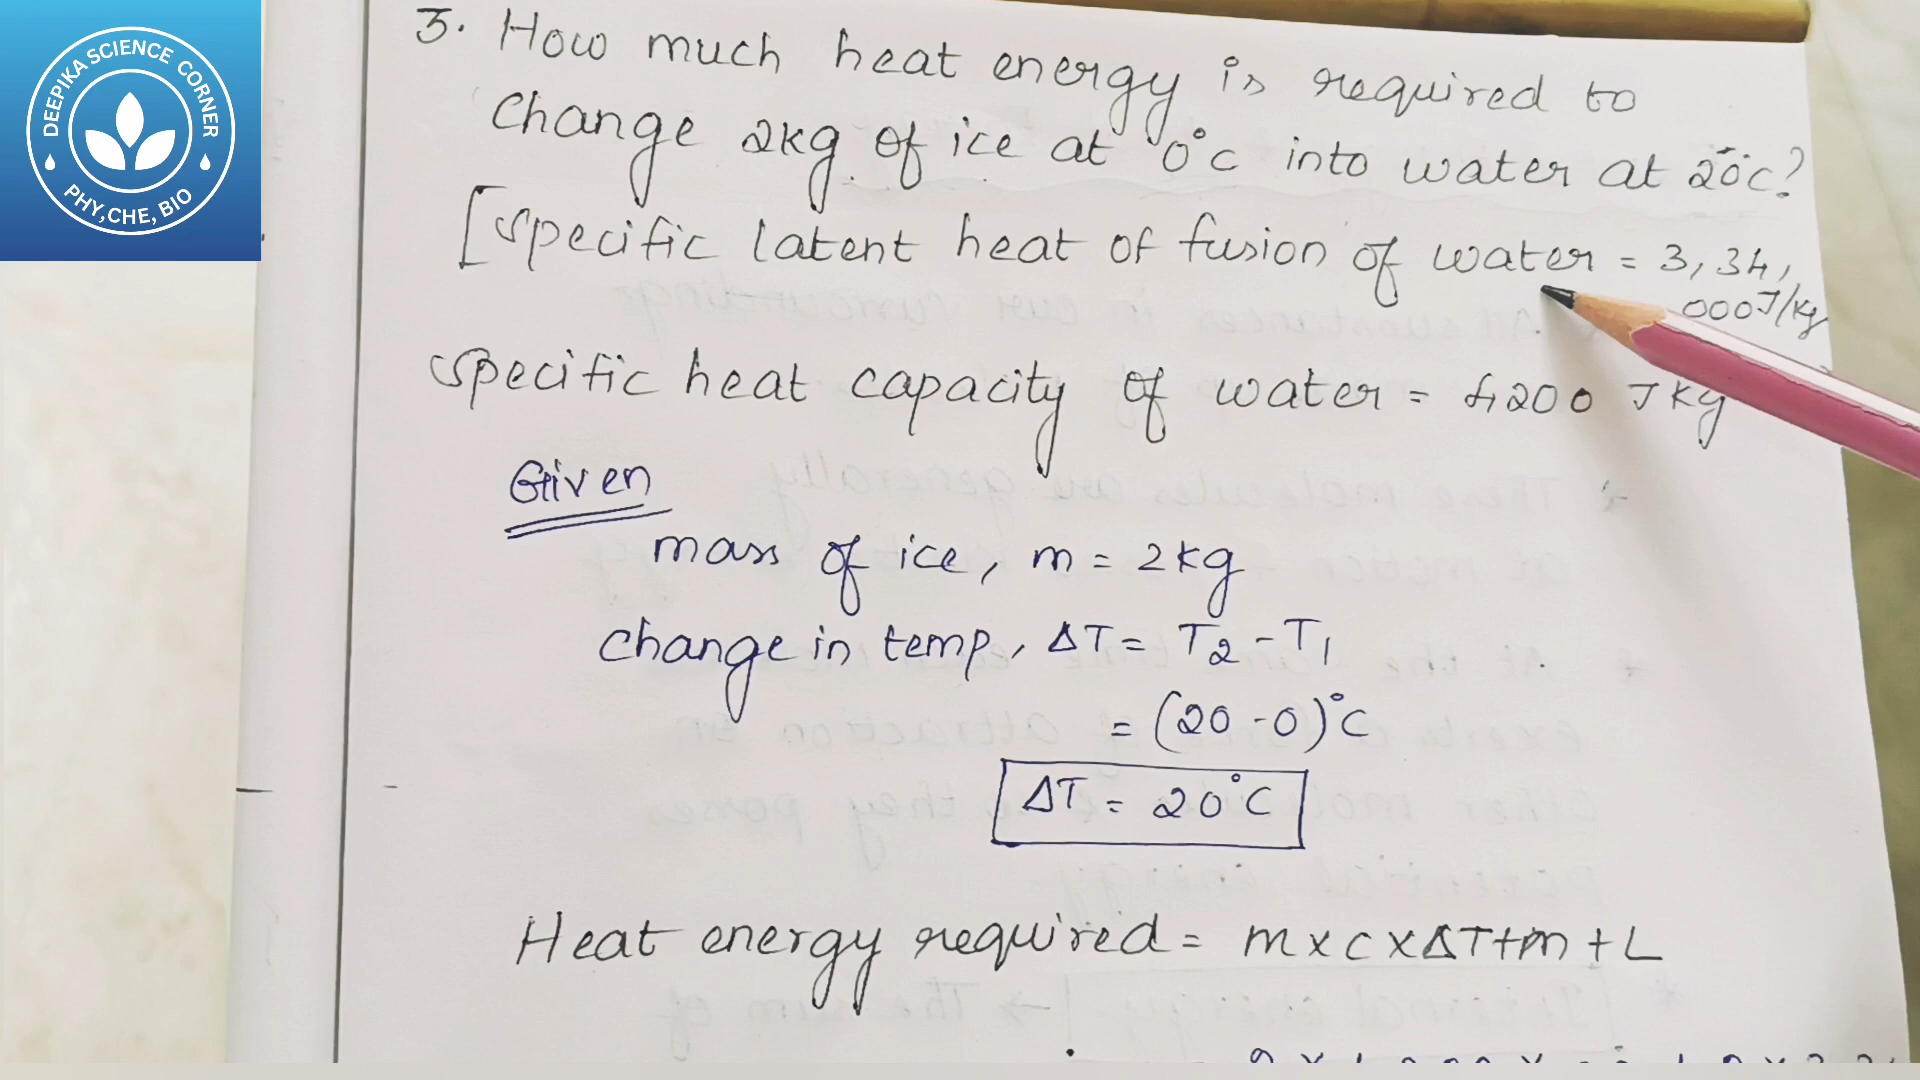 DEEPIKA SCIENCE CORNER
PHY,CHE, BIO
3. How much heat energy is required to
change 2kg of ice at 0°C into water at 20°C?
[Specific latent heat of fusion of water = 3,34,
000J/kg
Specific heat capacity of water = 4200 JKg
Given
mass of ice, m = 2kg
change in temp, ΔT = T2 - T1
= (20 - 0)°C
ΔT = 20°C
Heat energy required = m x c x ΔT + m + L